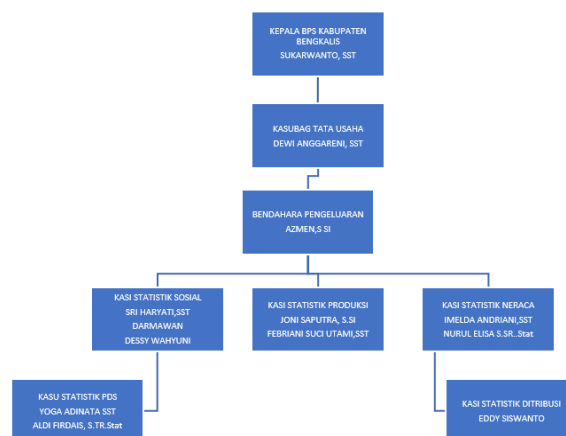 KEPALA BPS KABUPATEN
BENGKALIS
SUKARWANTO, SST
KASUBAG TATA USAHA
DEWI ANGGARENI, SST
BENDAHARA PENGELUARAN
AZMEN,S SI
KASI STATISTIK SOSIAL
SRI HARYATI,SST
DARMAWAN
DESSY WAHYUNI
KASI STATISTIK PRODUKSI
JONI SAPUTRA, S.SI
FEBRIANI SUCI UTAMI,SST
KASI STATISTIK NERACA
IMELDA ANDRIANI,SST
NURUL ELISA S.SR..Stat
KASU STATISTIK PDS
YOGA ADINATA SST
ALDI FIRDAIS, S.TR.Stat
KASI STATISTIK DITRIBUSI
EDDY SISWANTO